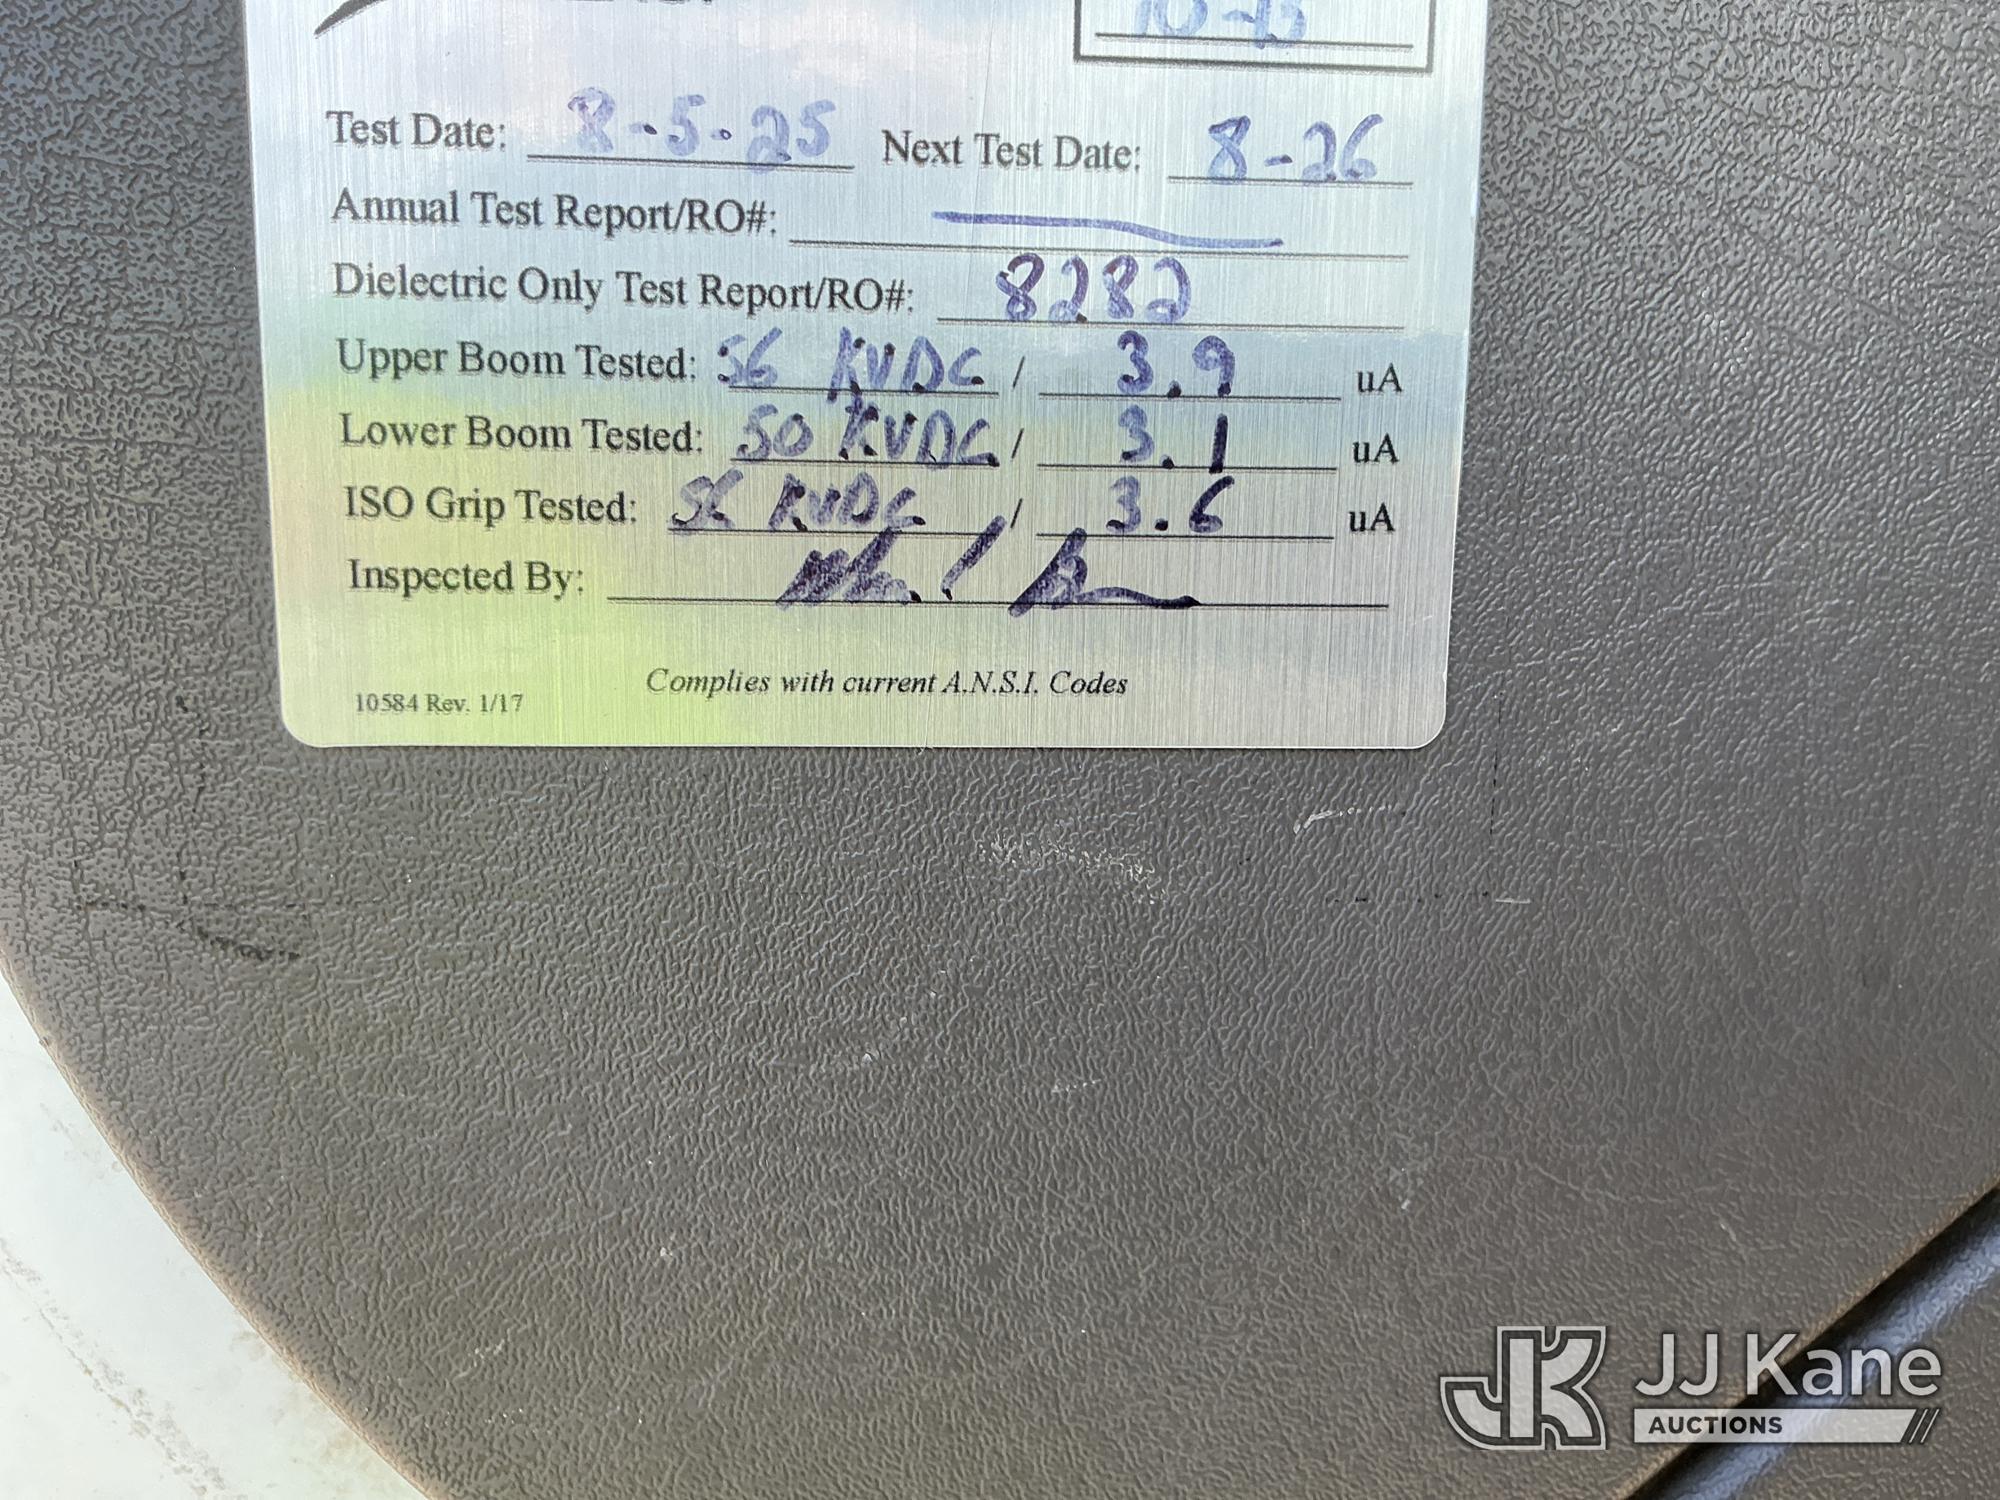 Test Date: 8-5-25 Next Test Date: 8-26
Annual Test Report/RO#:
Dielectric Only Test Report/RO#: 8282
Upper Boom Tested: 56 KVDC / 3.9 uA
Lower Boom Tested: 50 KVDC / 3.1 uA
ISO Grip Tested: 56 KVDC / 3.6 uA
Inspected By:
Complies with current A.N.S.I. Codes
10584 Rev. 1/17
JK JJ Kane
AUCTIONS